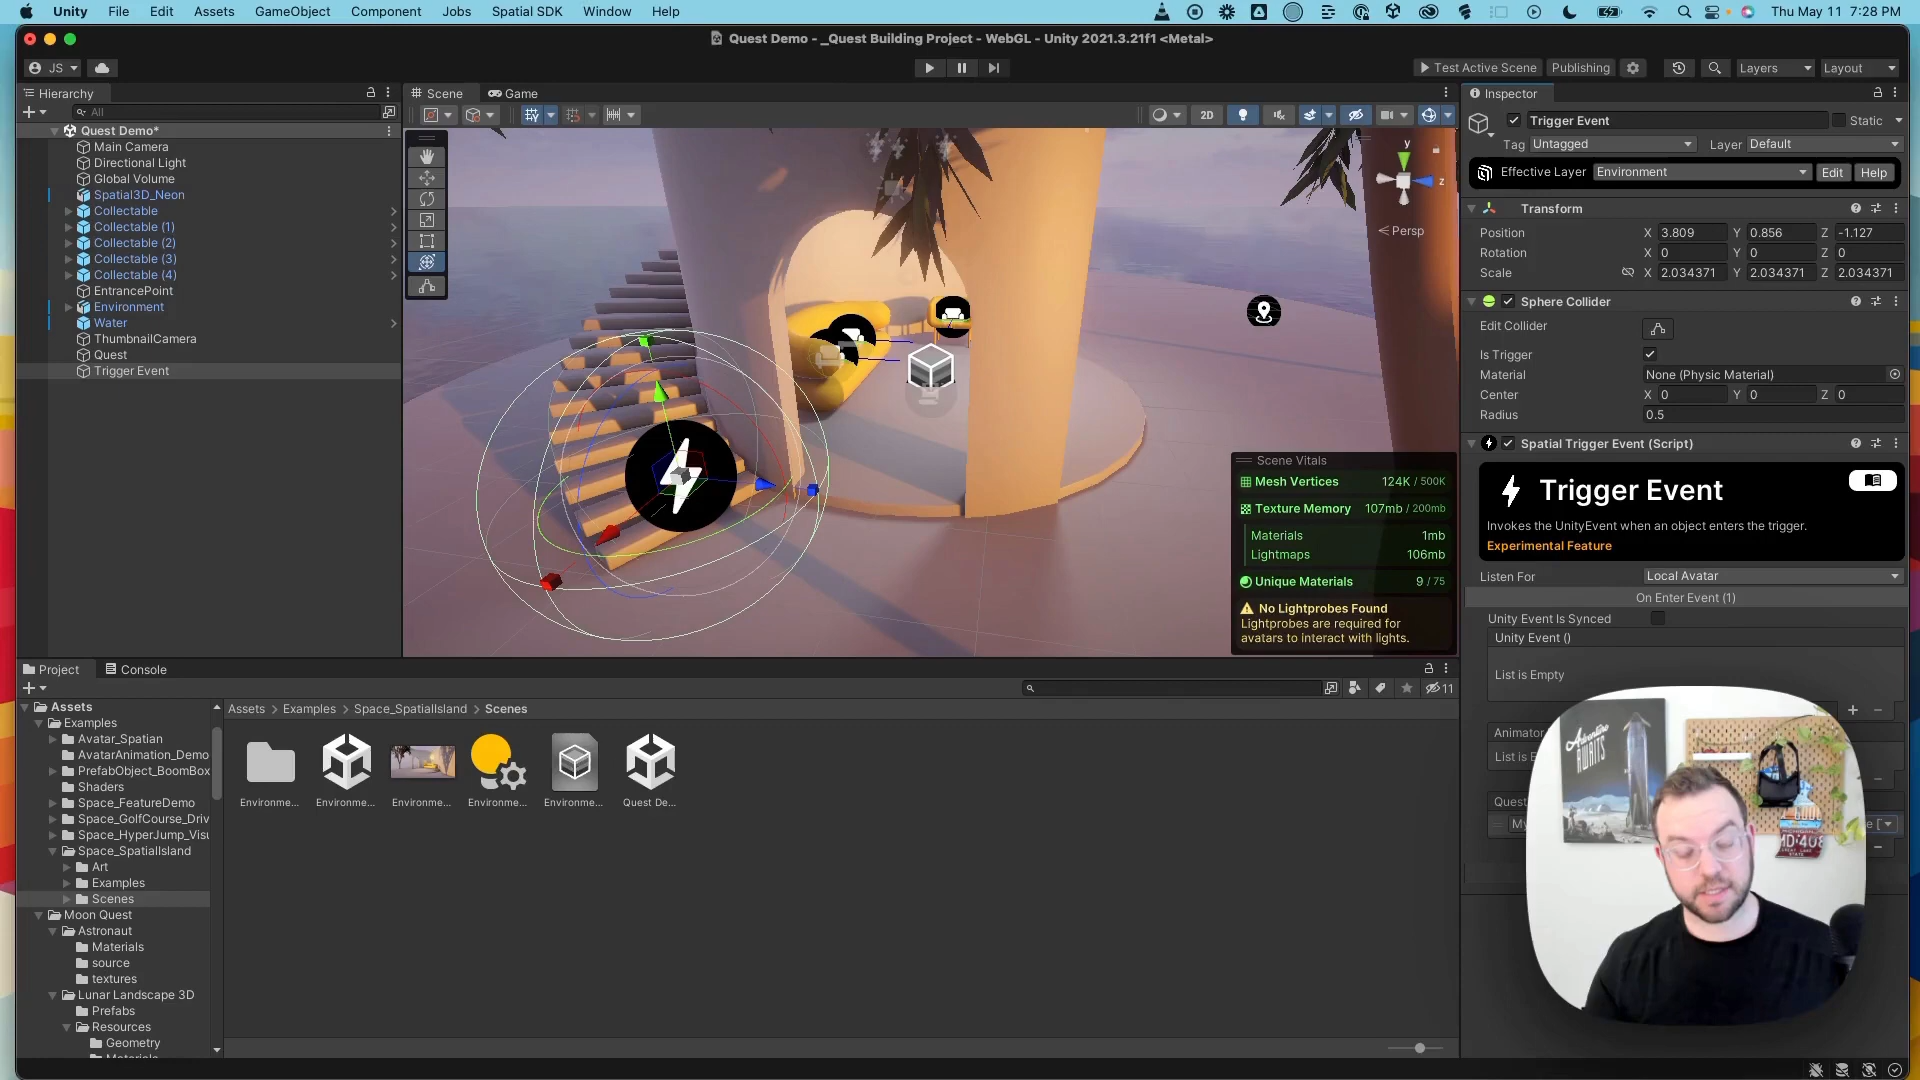 Unity File Edit Assets GameObject Component Jobs Spatial SDK Window Help Thu May 11 7:28 PM
Quest Demo - _Quest Building Project - WebGL - Unity 2021.3.21f1 <Metal>
JS Test Active Scene Publishing Layers Layout
Hierarchy
All
Quest Demo*
Main Camera
Directional Light
Global Volume
Spatial3D_Neon
Collectable
Collectable (1)
Collectable (2)
Collectable (3)
Collectable (4)
EntrancePoint
Environment
Water
ThumbnailCamera
Quest
Trigger Event
Scene Game
2D
y
z
Persp
Scene Vitals
Mesh Vertices 124K / 500K
Texture Memory 107mb / 200mb
Materials 1mb
Lightmaps 106mb
Unique Materials 9 / 75
No Lightprobes Found
Lightprobes are required for
avatars to interact with lights.
Inspector
Trigger Event Static
Tag Untagged Layer Default
Effective Layer Environment Edit Help
Transform
Position X 3.809 Y 0.856 Z -1.127
Rotation X 0 Y 0 Z 0
Scale X 2.034371 Y 2.034371 Z 2.034371
Sphere Collider
Edit Collider
Is Trigger
Material None (Physic Material)
Center X 0 Y 0 Z 0
Radius 0.5
Spatial Trigger Event (Script)
Trigger Event
Invokes the UnityEvent when an object enters the trigger.
Experimental Feature
Listen For Local Avatar
On Enter Event (1)
Unity Event Is Synced
Unity Event ()
List is Empty
Animator
List is E
Quest
My
Adventure
AWAITS
Project Console
11
Assets
Examples
Avatar_Spatian
AvatarAnimation_Demo
PrefabObject_BoomBox
Shaders
Space_FeatureDemo
Space_GolfCourse_Driv
Space_HyperJump_Visu
Space_SpatialIsland
Art
Examples
Scenes
Moon Quest
Astronaut
Materials
source
textures
Lunar Landscape 3D
Prefabs
Resources
Geometry
Materials
Assets > Examples > Space_SpatialIsland > Scenes
Environme... Environme... Environme... Environme... Environme... Quest De...